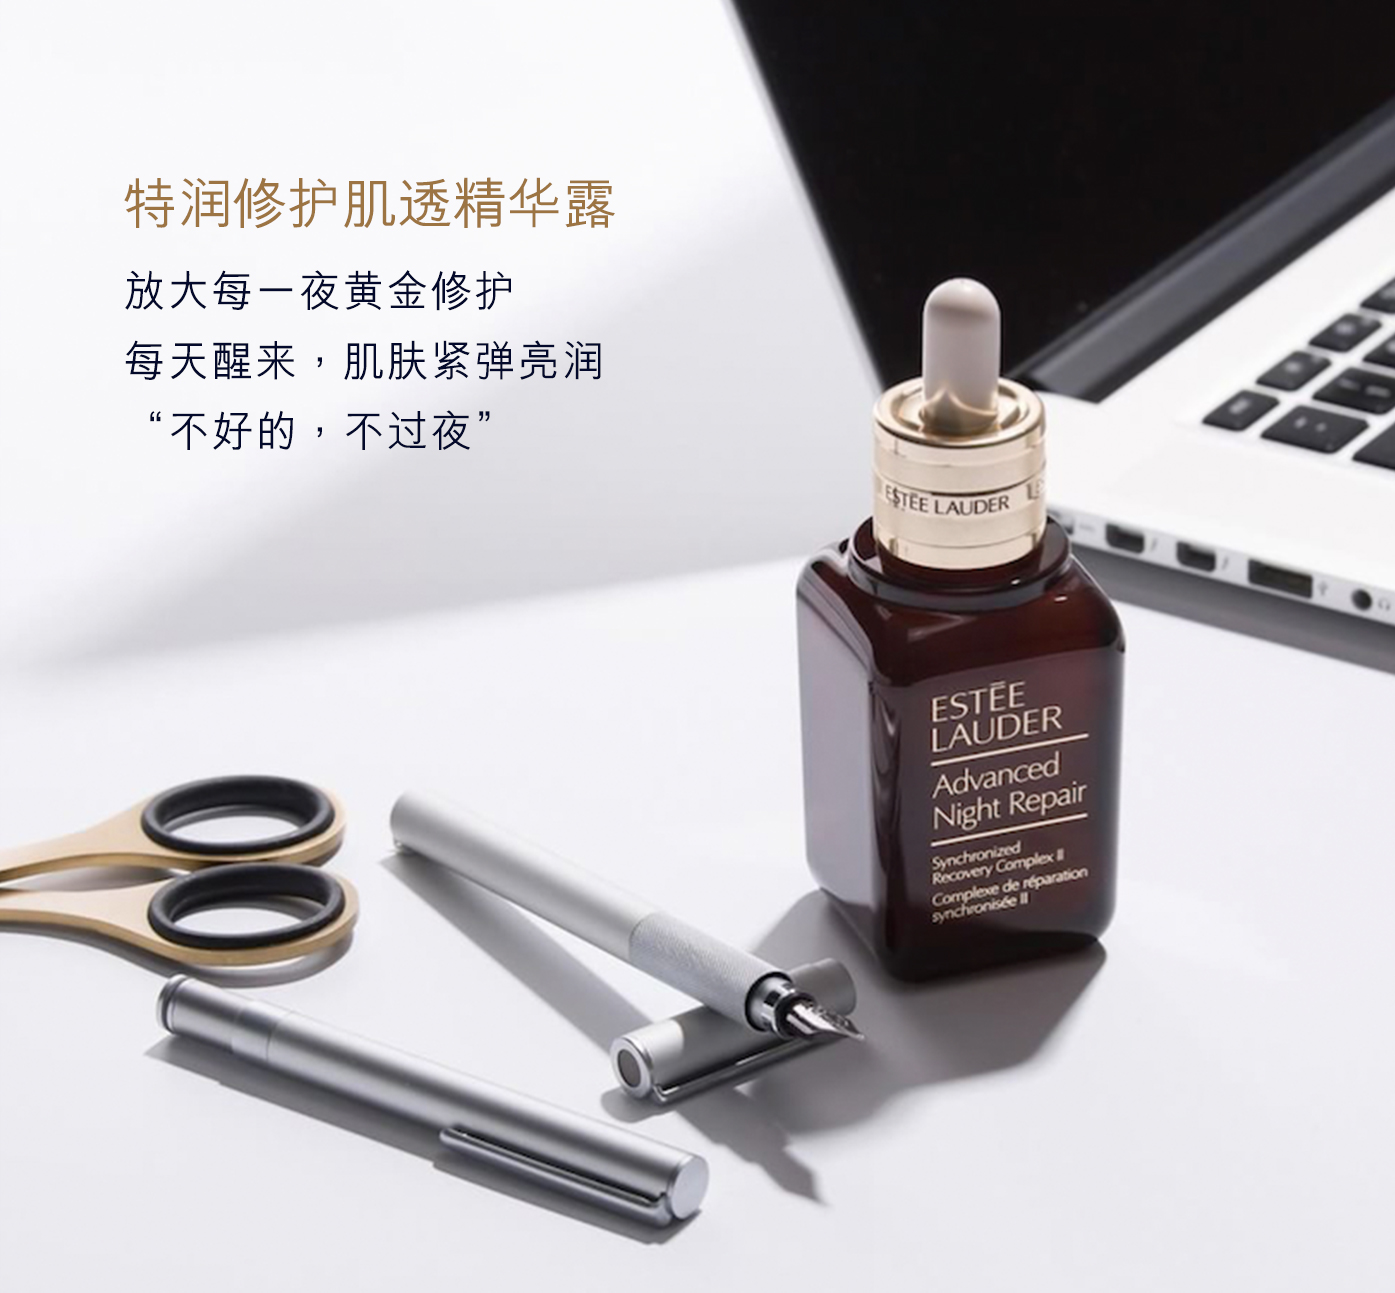 特润修护肌透精华露
放大每一夜黄金修护
每天醒来，肌肤紧弹亮润
“不好的，不过夜”
ESTĒE LAUDER
ESTĒE
LAUDER
Advanced
Night Repair
Synchronized
Recovery Complex II
Complexe de réparation
synchronisée II